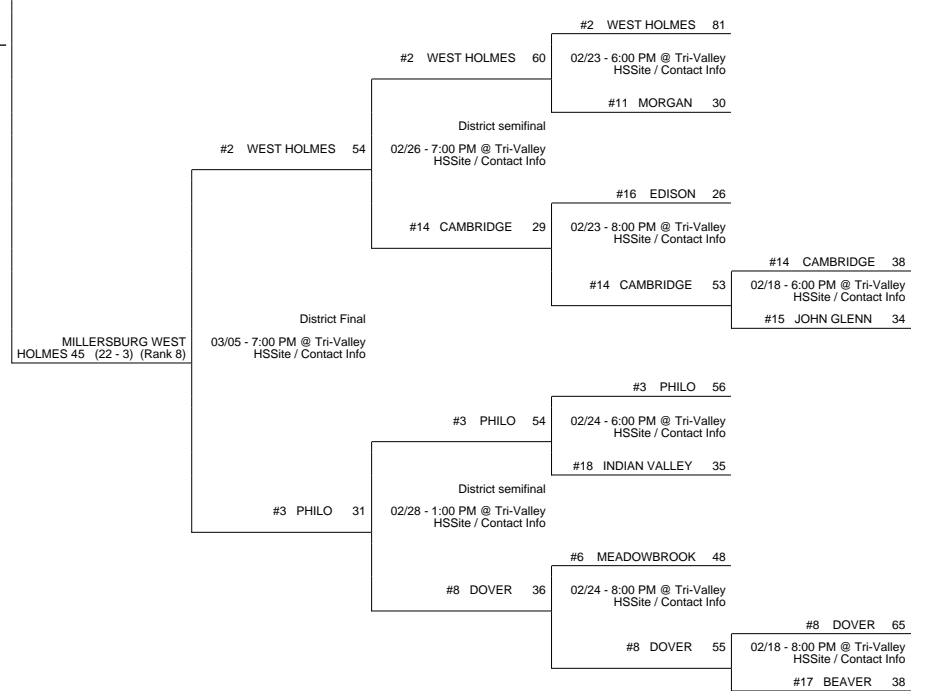 #2 WEST HOLMES 81
#2 WEST HOLMES 60
02/23 - 6:00 PM @ Tri-Valley
HSSite / Contact Info
#11 MORGAN 30
District semifinal
#2 WEST HOLMES 54
02/26 - 7:00 PM @ Tri-Valley
HSSite / Contact Info
#16 EDISON 26
#14 CAMBRIDGE 29
02/23 - 8:00 PM @ Tri-Valley
HSSite / Contact Info
#14 CAMBRIDGE 38
#14 CAMBRIDGE 53
02/18 - 6:00 PM @ Tri-Valley
HSSite / Contact Info
#15 JOHN GLENN 34
District Final
MILLERSBURG WEST
HOLMES 45 (22 - 3) (Rank 8)
03/05 - 7:00 PM @ Tri-Valley
HSSite / Contact Info
#3 PHILO 56
#3 PHILO 54
02/24 - 6:00 PM @ Tri-Valley
HSSite / Contact Info
#18 INDIAN VALLEY 35
District semifinal
#3 PHILO 31
02/28 - 1:00 PM @ Tri-Valley
HSSite / Contact Info
#6 MEADOWBROOK 48
#8 DOVER 36
02/24 - 8:00 PM @ Tri-Valley
HSSite / Contact Info
#8 DOVER 65
#8 DOVER 55
02/18 - 8:00 PM @ Tri-Valley
HSSite / Contact Info
#17 BEAVER 38